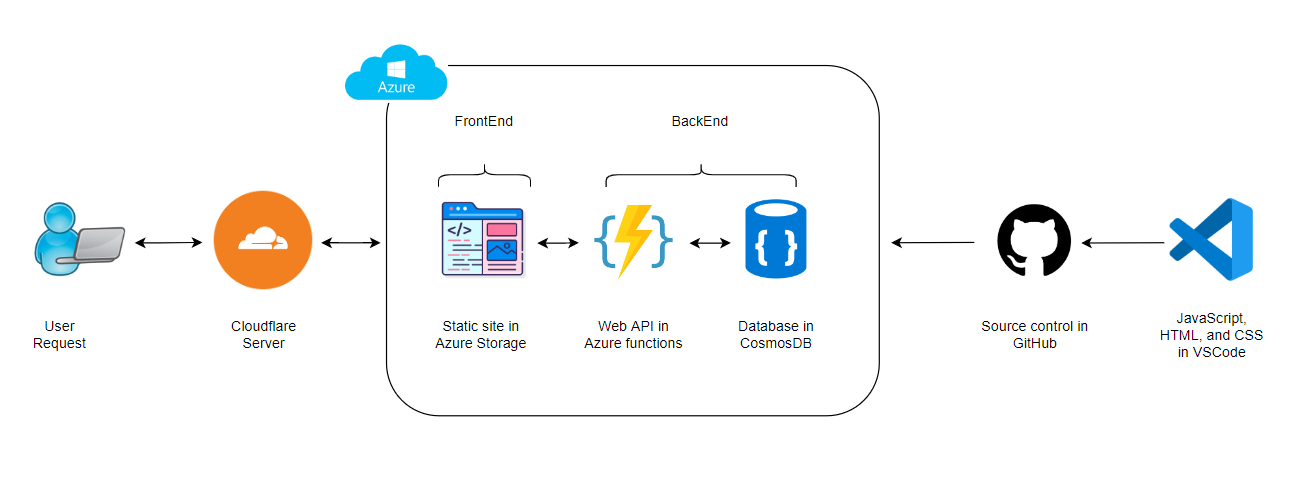 Azure
FrontEnd
BackEnd
</>
{ }
User
Request
Cloudflare
Server
Static site in
Azure Storage
Web API in
Azure functions
Database in
CosmosDB
Source control in
GitHub
JavaScript,
HTML, and CSS
in VSCode